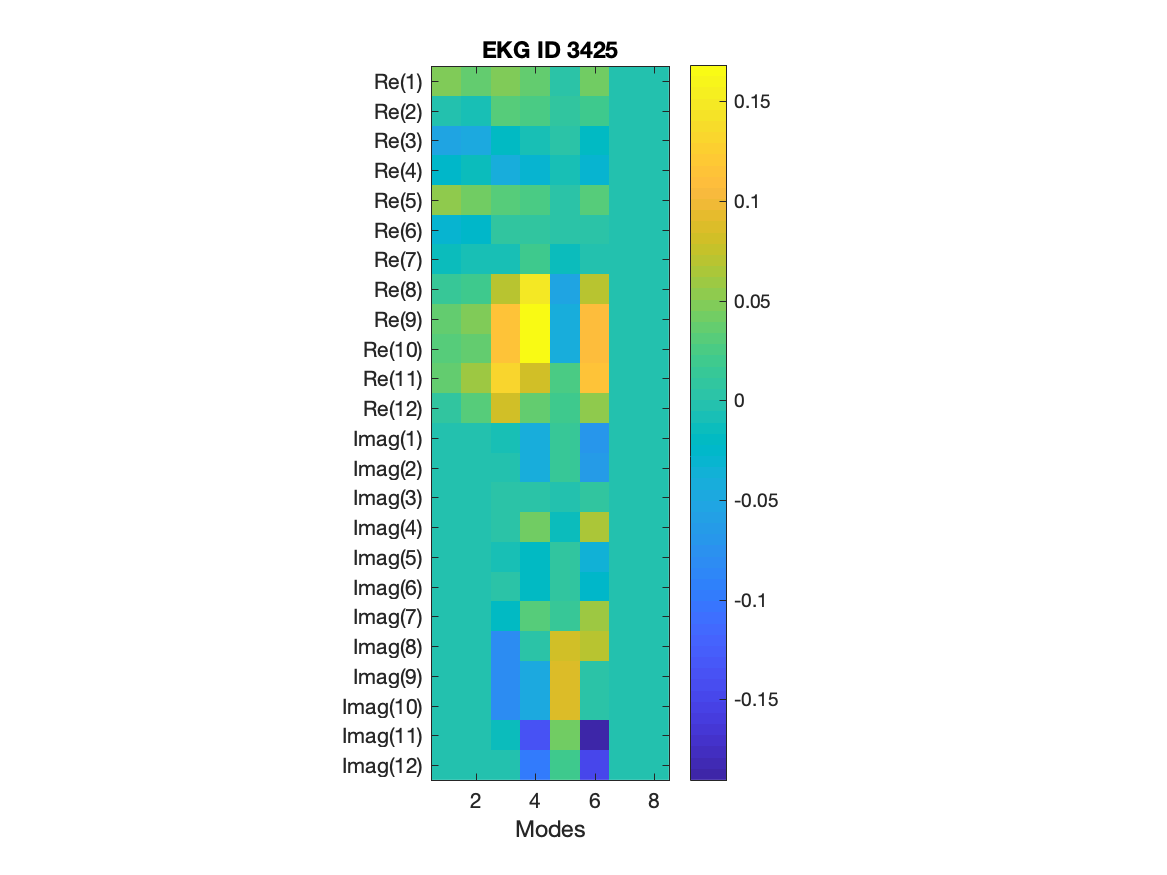 EKG ID 3425
Re(1)
Re(2)
Re(3)
Re(4)
Re(5)
Re(6)
Re(7)
Re(8)
Re(9)
Re(10)
Re(11)
Re(12)
Imag(1)
Imag(2)
Imag(3)
Imag(4)
Imag(5)
Imag(6)
Imag(7)
Imag(8)
Imag(9)
Imag(10)
Imag(11)
Imag(12)
2 4 6 8
Modes
0.15
0.1
0.05
0
-0.05
-0.1
-0.15